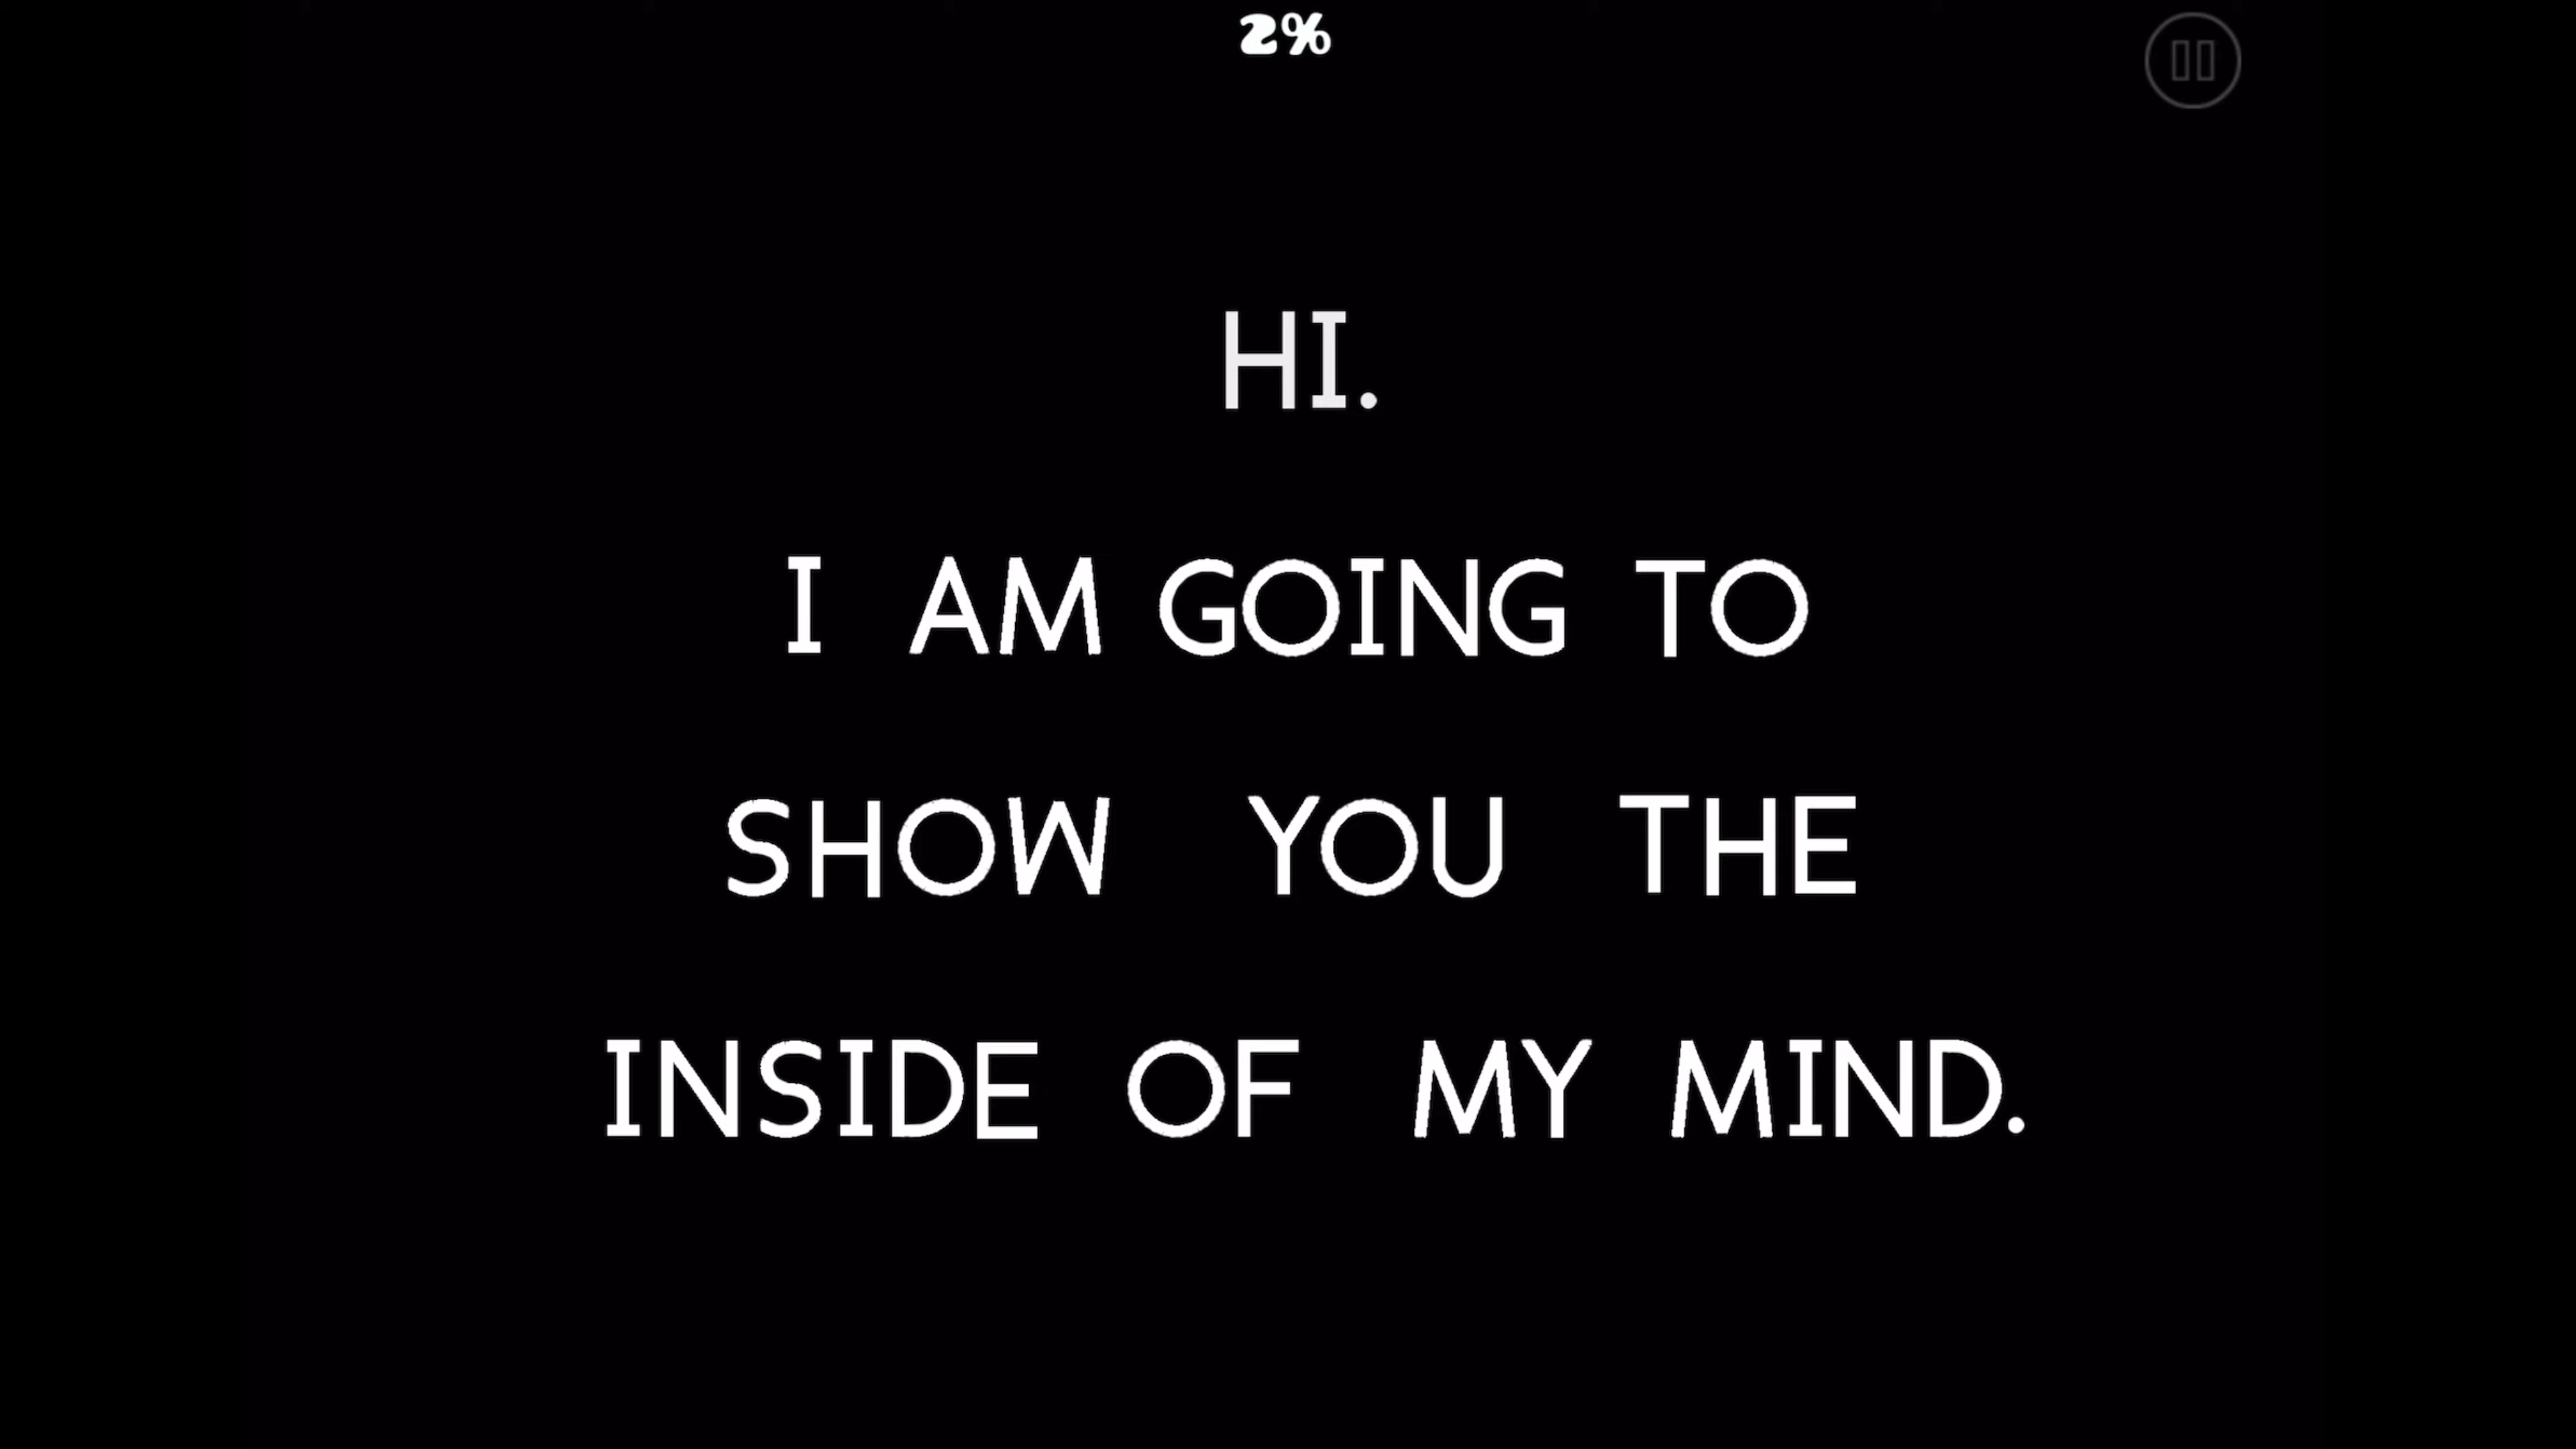 2%
HI.
I AM GOING TO
SHOW YOU THE
INSIDE OF MY MIND.